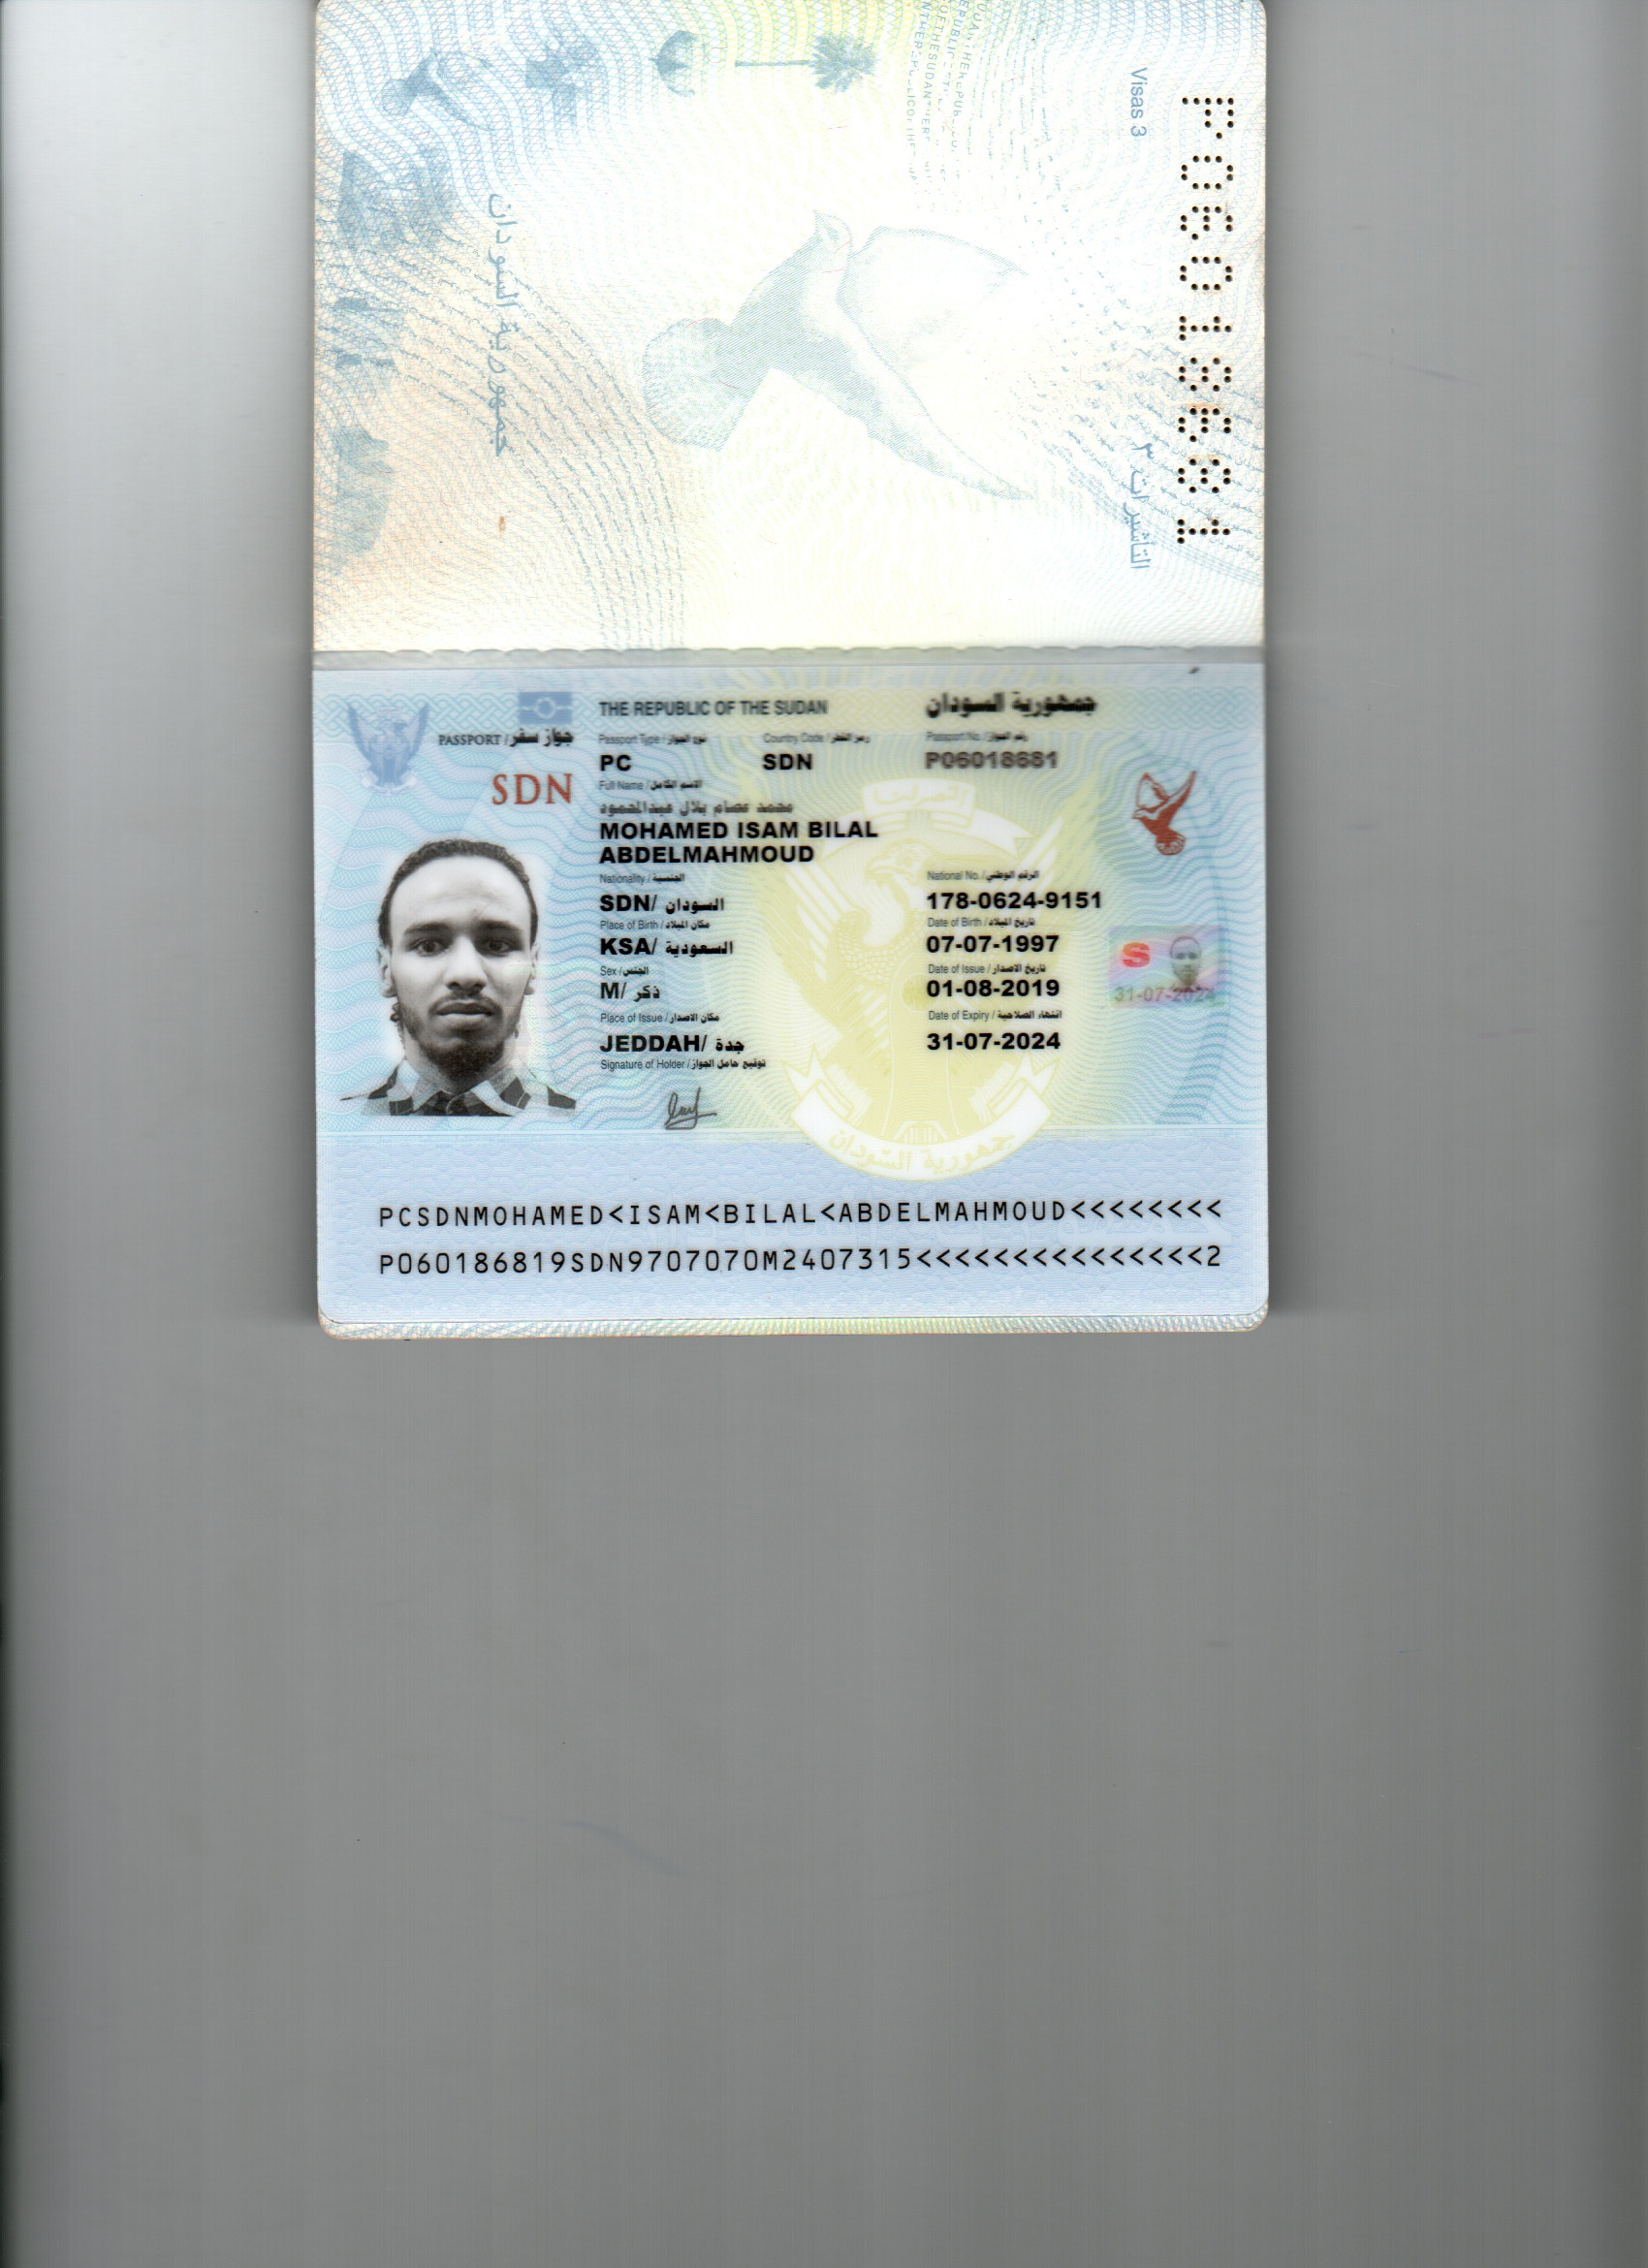 Visas 3
التأشيرات ٣
P06018681
جمهورية السودان
THE REPUBLIC OF THE SUDAN جمهورية السودان
PASSPORT / جواز سفر
Passport Type / نوع الجواز Country Code / رمز القطر Passport No. / رقم الجواز
PC SDN P06018681
SDN
Full Name / الاسم الكامل
محمد عصام بلال عبدالمحمود
MOHAMED ISAM BILAL
ABDELMAHMOUD
Nationality / الجنسية National No. / الرقم الوطني
SDN/ السودان 178-0624-9151
Place of Birth / مكان الميلاد Date of Birth / تاريخ الميلاد
KSA/ السعودية 07-07-1997
Sex / الجنس Date of Issue / تاريخ الاصدار
M/ ذكر 01-08-2019
S
31-07-2024
Place of Issue / مكان الاصدار Date of Expiry / انتهاء الصلاحية
JEDDAH/ جدة 31-07-2024
Signature of Holder / توقيع حامل الجواز
النصر لنا
جمهورية السودان
PCSDNMOHAMED<ISAM<BILAL<ABDELMAHMOUD<<<<<<<<
P060186819SDN9707070M2407315<<<<<<<<<<<<<<<2